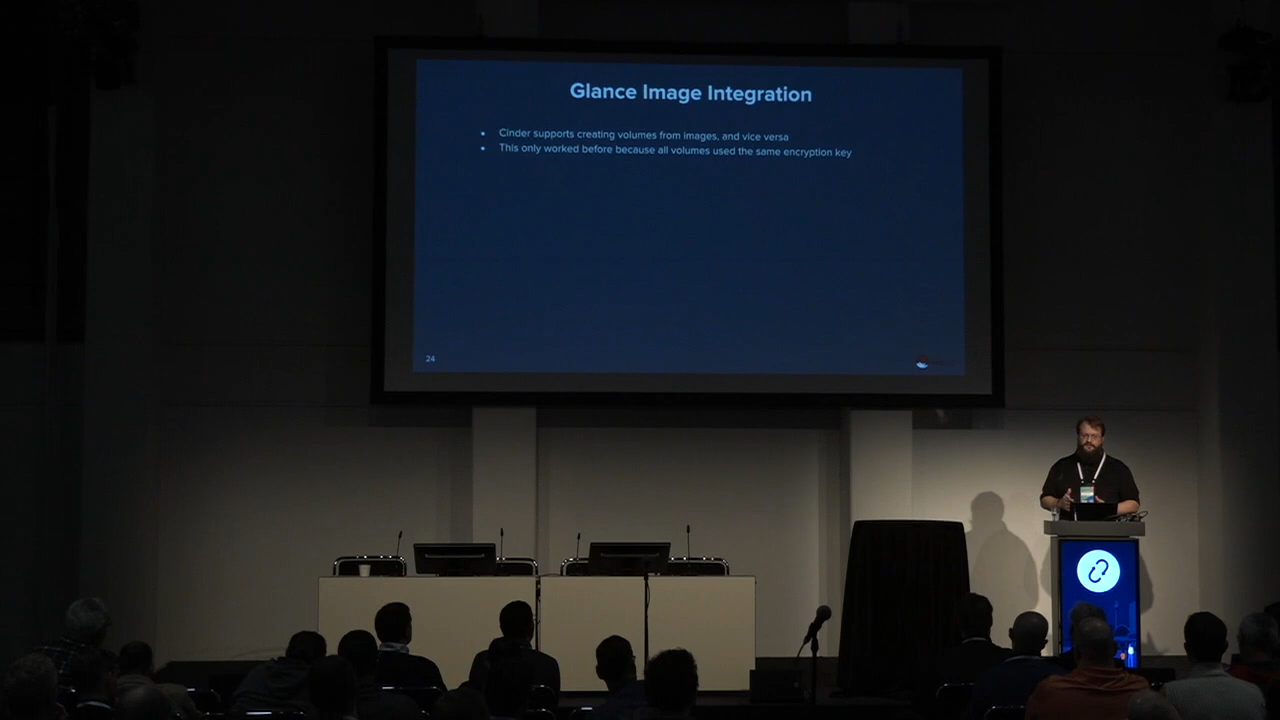 Glance Image Integration
• Cinder supports creating volumes from images, and vice versa
• This only worked before because all volumes used the same encryption key
24